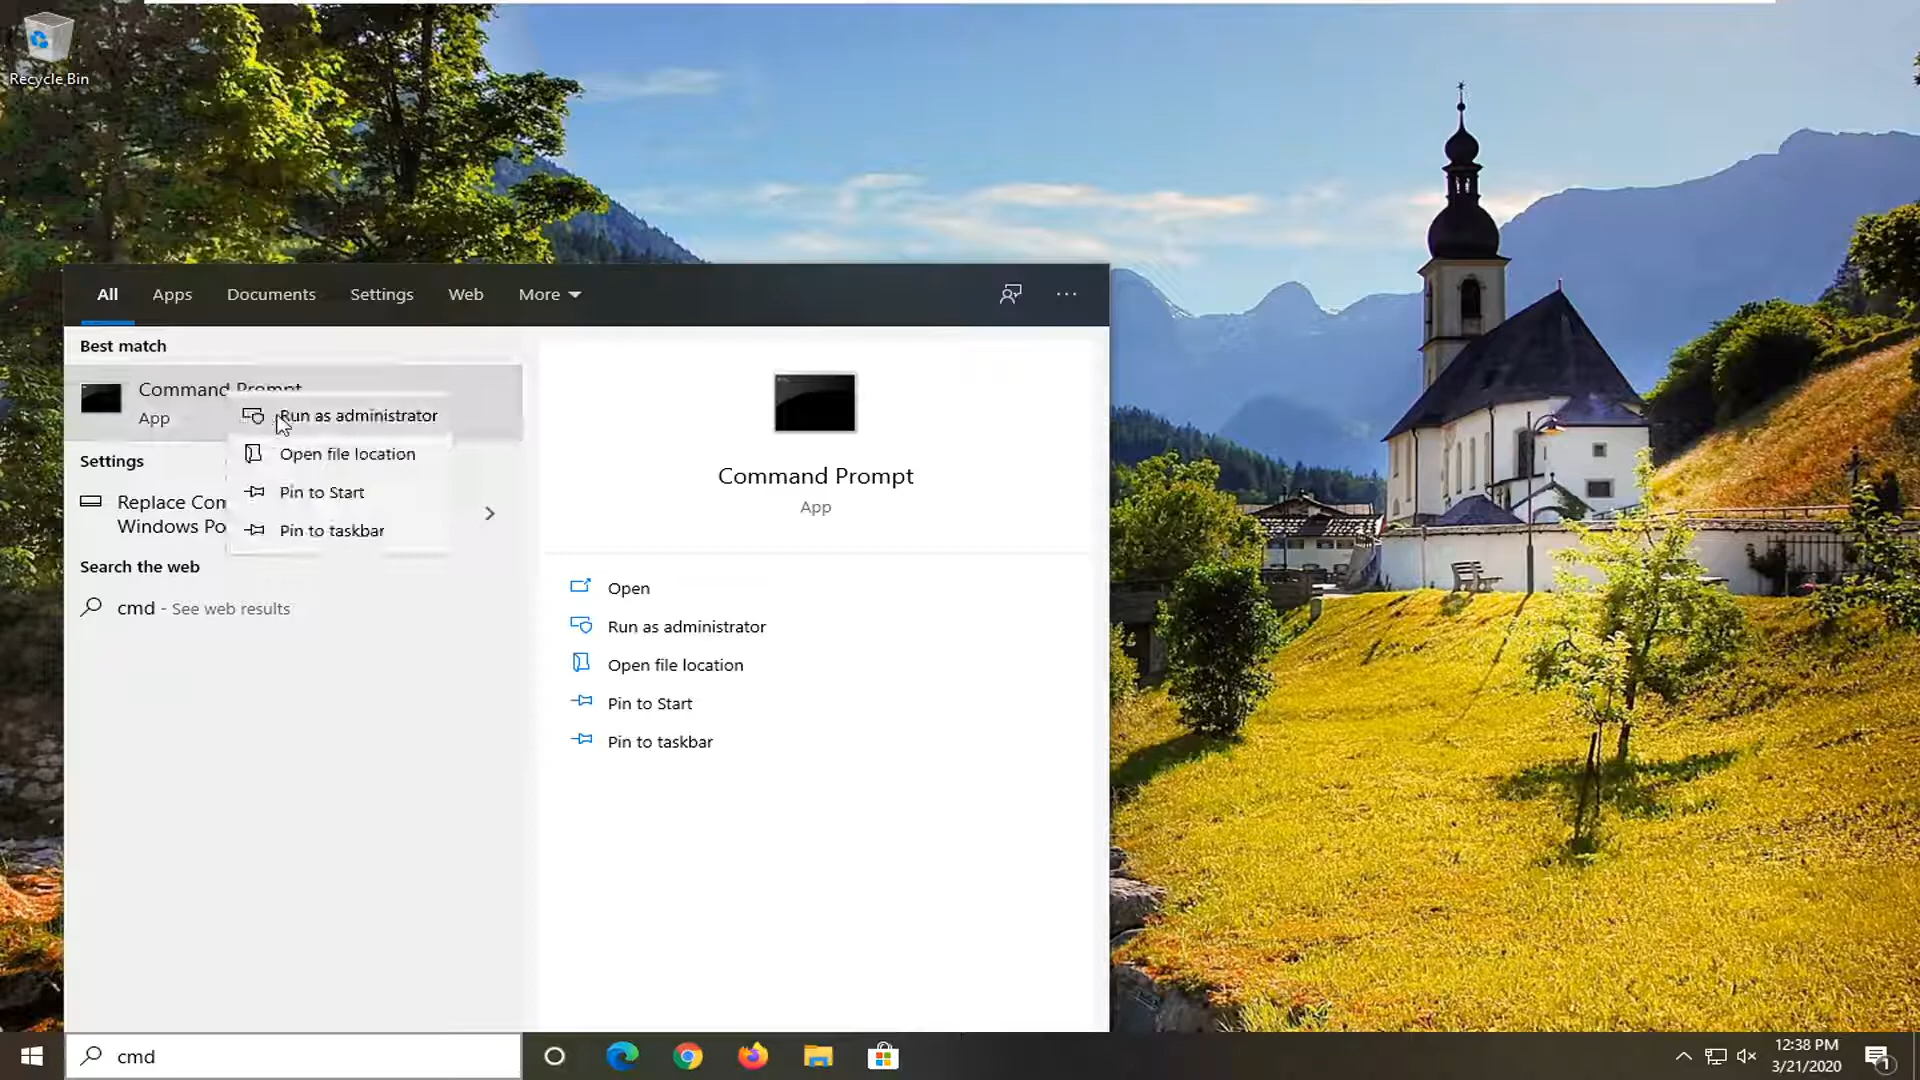 Recycle Bin
All
Apps
Documents
Settings
Web
More
Best match
Command Prompt
App
Run as administrator
Open file location
Pin to Start
Pin to taskbar
Settings
Replace Con
Windows Po
Search the web
cmd - See web results
Command Prompt
App
Open
Run as administrator
Open file location
Pin to Start
Pin to taskbar
cmd
12:38 PM
3/21/2020
1